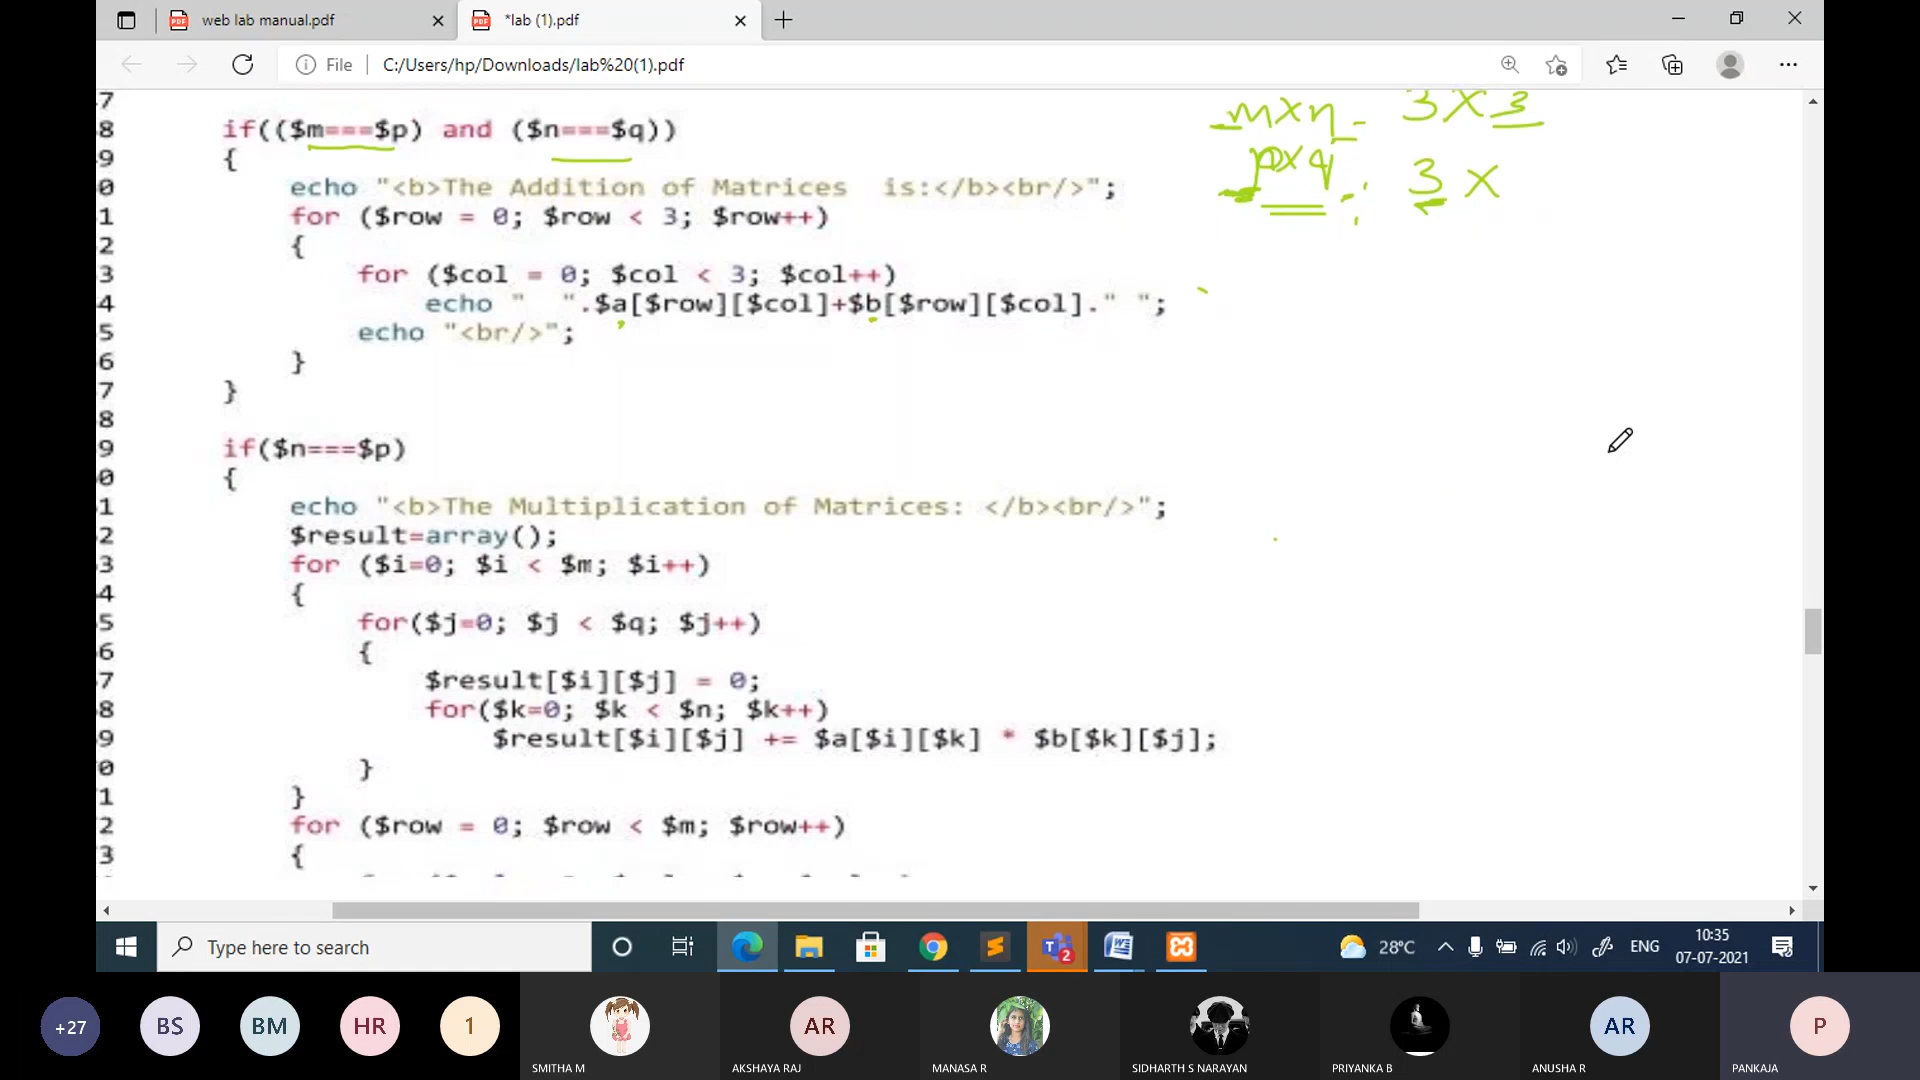 web lab manual.pdf
*lab (1).pdf
File
C:/Users/hp/Downloads/lab%20(1).pdf
7
8 if(($m===$p) and ($n===$q))
9 {
0 echo "<b>The Addition of Matrices  is:</b><br/>";
1 for ($row = 0; $row < 3; $row++)
2 {
3 for ($col = 0; $col < 3; $col++)
4 echo "  ".$a[$row][$col]+$b[$row][$col]." ";
5 echo "<br/>";
6 }
7 }
8
9 if($n===$p)
0 {
1 echo "<b>The Multiplication of Matrices: </b><br/>";
2 $result=array();
3 for ($i=0; $i < $m; $i++)
4 {
5 for($j=0; $j < $q; $j++)
6 {
7 $result[$i][$j] = 0;
8 for($k=0; $k < $n; $k++)
9 $result[$i][$j] += $a[$i][$k] * $b[$k][$j];
0 }
1 }
2 for ($row = 0; $row < $m; $row++)
3 {
m×n - 3×3
p×q : 3×
Type here to search
2
28°C
ENG
10:35
07-07-2021
+27
BS
BM
HR
1
SMITHA M
AR
AKSHAYA RAJ
MANASA R
SIDHARTH S NARAYAN
PRIYANKA B
AR
ANUSHA R
P
PANKAJA